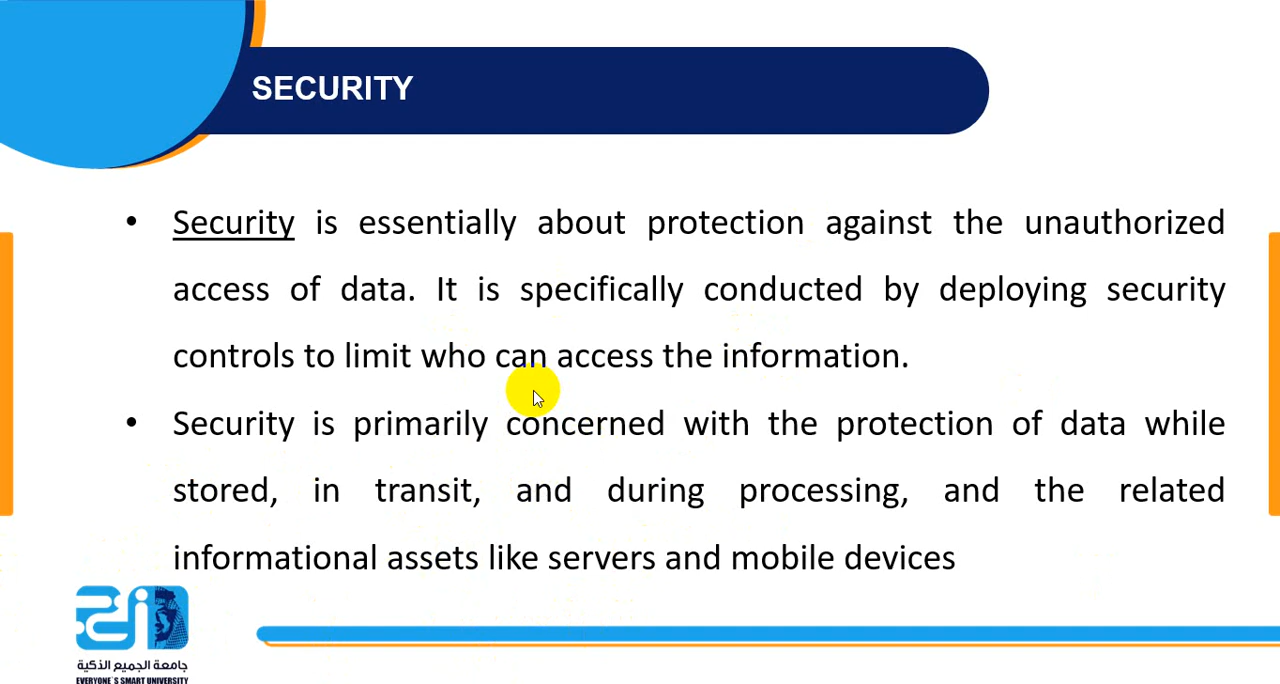 SECURITY
• Security is essentially about protection against the unauthorized
access of data. It is specifically conducted by deploying security
controls to limit who can access the information.
• Security is primarily concerned with the protection of data while
stored, in transit, and during processing, and the related
informational assets like servers and mobile devices
جامعة الجميع الذكية
EVERYONE`S SMART UNIVERSITY